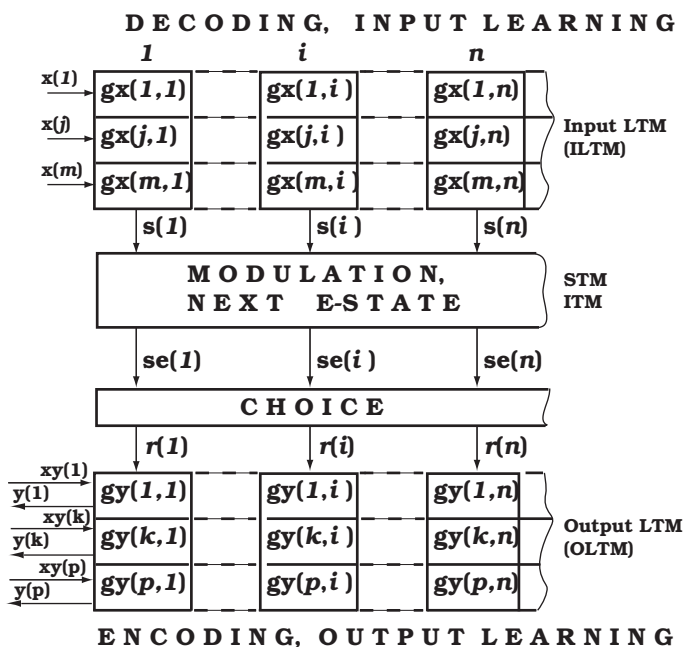 DECODING, INPUT LEARNING
1 i n
x(1) gx(1,1) gx(1,i) gx(1,n)
x(j) gx(j,1) gx(j,i) gx(j,n)
Input LTM
(ILTM)
x(m) gx(m,1) gx(m,i) gx(m,n)
s(1) s(i) s(n)
MODULATION,
NEXT E-STATE
STM
ITM
se(1) se(i) se(n)
CHOICE
r(1) r(i) r(n)
xy(1)
y(1) gy(1,1) gy(1,i) gy(1,n)
xy(k)
y(k) gy(k,1) gy(k,i) gy(k,n)
Output LTM
(OLTM)
xy(p)
y(p) gy(p,1) gy(p,i) gy(p,n)
ENCODING, OUTPUT LEARNING